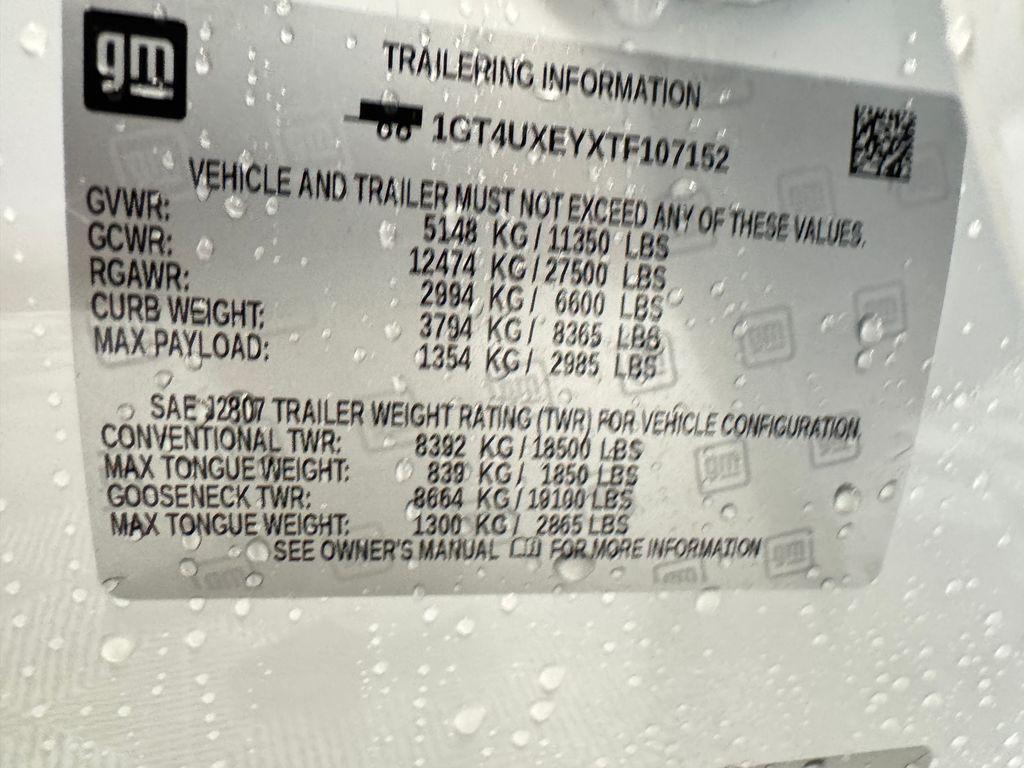 gm
TRAILERING INFORMATION
1GT4UXEYXTF107152
VEHICLE AND TRAILER MUST NOT EXCEED ANY OF THESE VALUES.
GVWR: 5148 KG / 11350 LBS
GCWR: 12474 KG / 27500 LBS
RGAWR: 2994 KG / 6600 LBS
CURB WEIGHT: 3794 KG / 8365 LBS
MAX PAYLOAD: 1354 KG / 2985 LBS
SAE J2807 TRAILER WEIGHT RATING (TWR) FOR VEHICLE CONFIGURATION
CONVENTIONAL TWR: 8392 KG / 18500 LBS
MAX TONGUE WEIGHT: 839 KG / 1850 LBS
GOOSENECK TWR: 8664 KG / 19100 LBS
MAX TONGUE WEIGHT: 1300 KG / 2865 LBS
SEE OWNER'S MANUAL FOR MORE INFORMATION